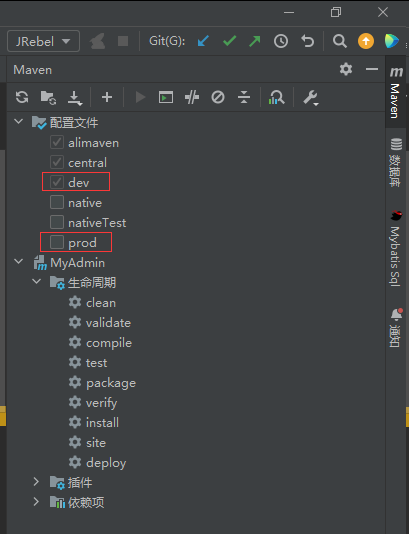 JRebel
Git(G):
Maven
配置文件
alimaven
central
dev
native
nativeTest
prod
MyAdmin
生命周期
clean
validate
compile
test
package
verify
install
site
deploy
插件
依赖项
m
Maven
数据库
Mybatis Sql
通知